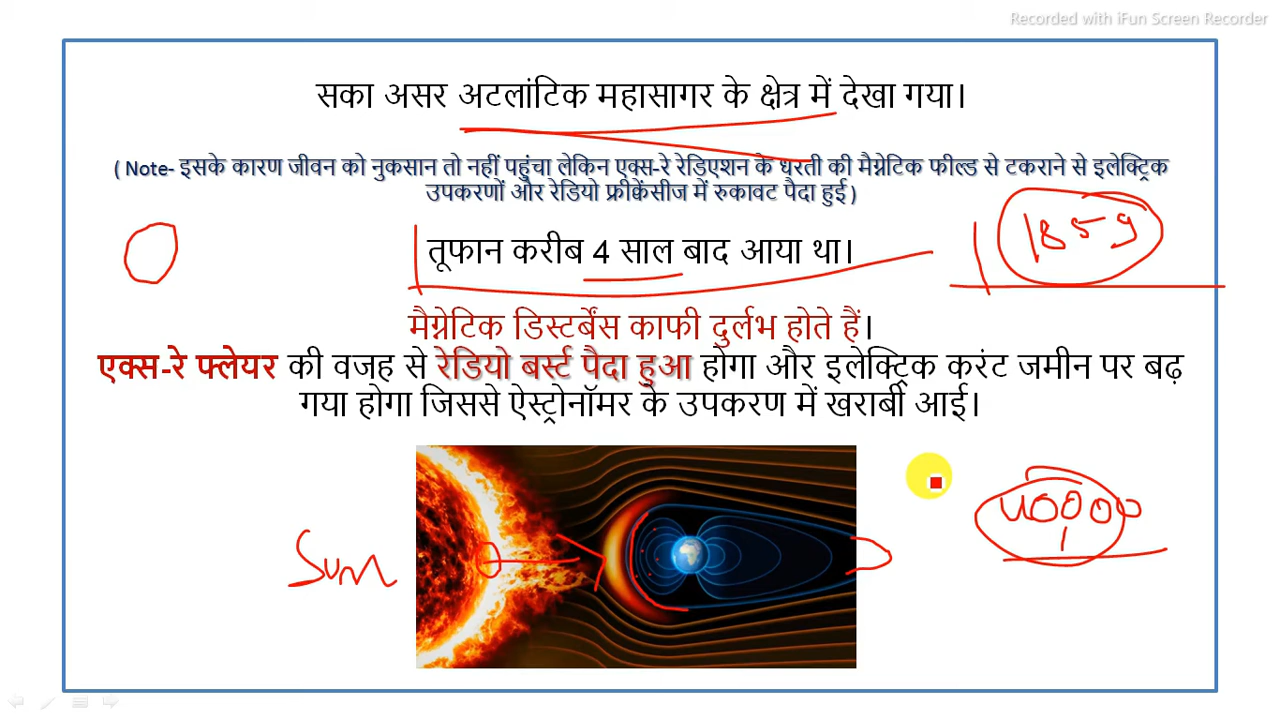 Recorded with iFun Screen Recorder
सका असर अटलांटिक महासागर के क्षेत्र में देखा गया।
( Note- इसके कारण जीवन को नुकसान तो नहीं पहुंचा लेकिन एक्स-रे रेडिएशन के धरती की मैग्नेटिक फील्ड से टकराने से इलेक्ट्रिक
उपकरणों और रेडियो फ्रीक्वेंसीज में रुकावट पैदा हुई )
1859
तूफान करीब 4 साल बाद आया था।
मैग्नेटिक डिस्टर्बेंस काफी दुर्लभ होते हैं।
एक्स-रे फ्लेयर की वजह से रेडियो बर्स्ट पैदा हुआ होगा और इलेक्ट्रिक करंट जमीन पर बढ़
गया होगा जिससे ऐस्ट्रोनॉमर के उपकरण में खराबी आई।
Sun